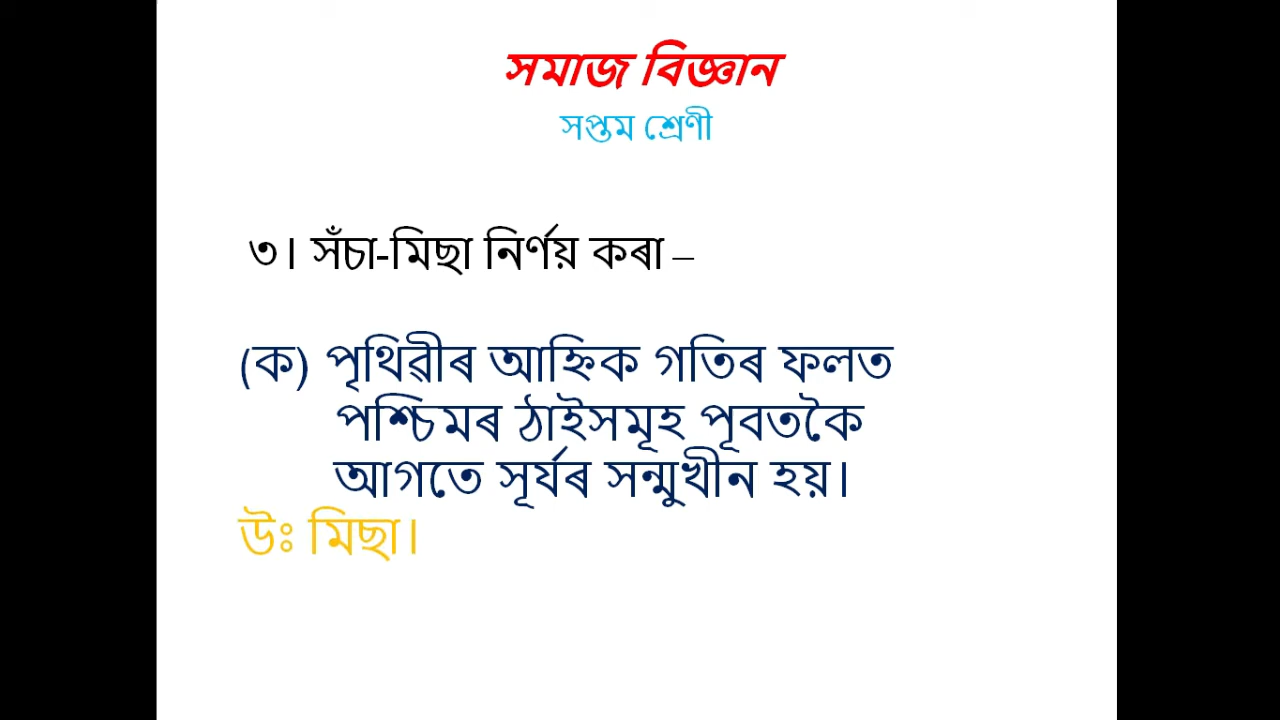 সমাজ বিজ্ঞান
সপ্তম শ্ৰেণী
৩। সঁচা-মিছা নিৰ্ণয় কৰা –
(ক) পৃথিৱীৰ আহ্নিক গতিৰ ফলত
পশ্চিমৰ ঠাইসমূহ পূবতকৈ
আগতে সূৰ্যৰ সন্মুখীন হয়।
উঃ মিছা।